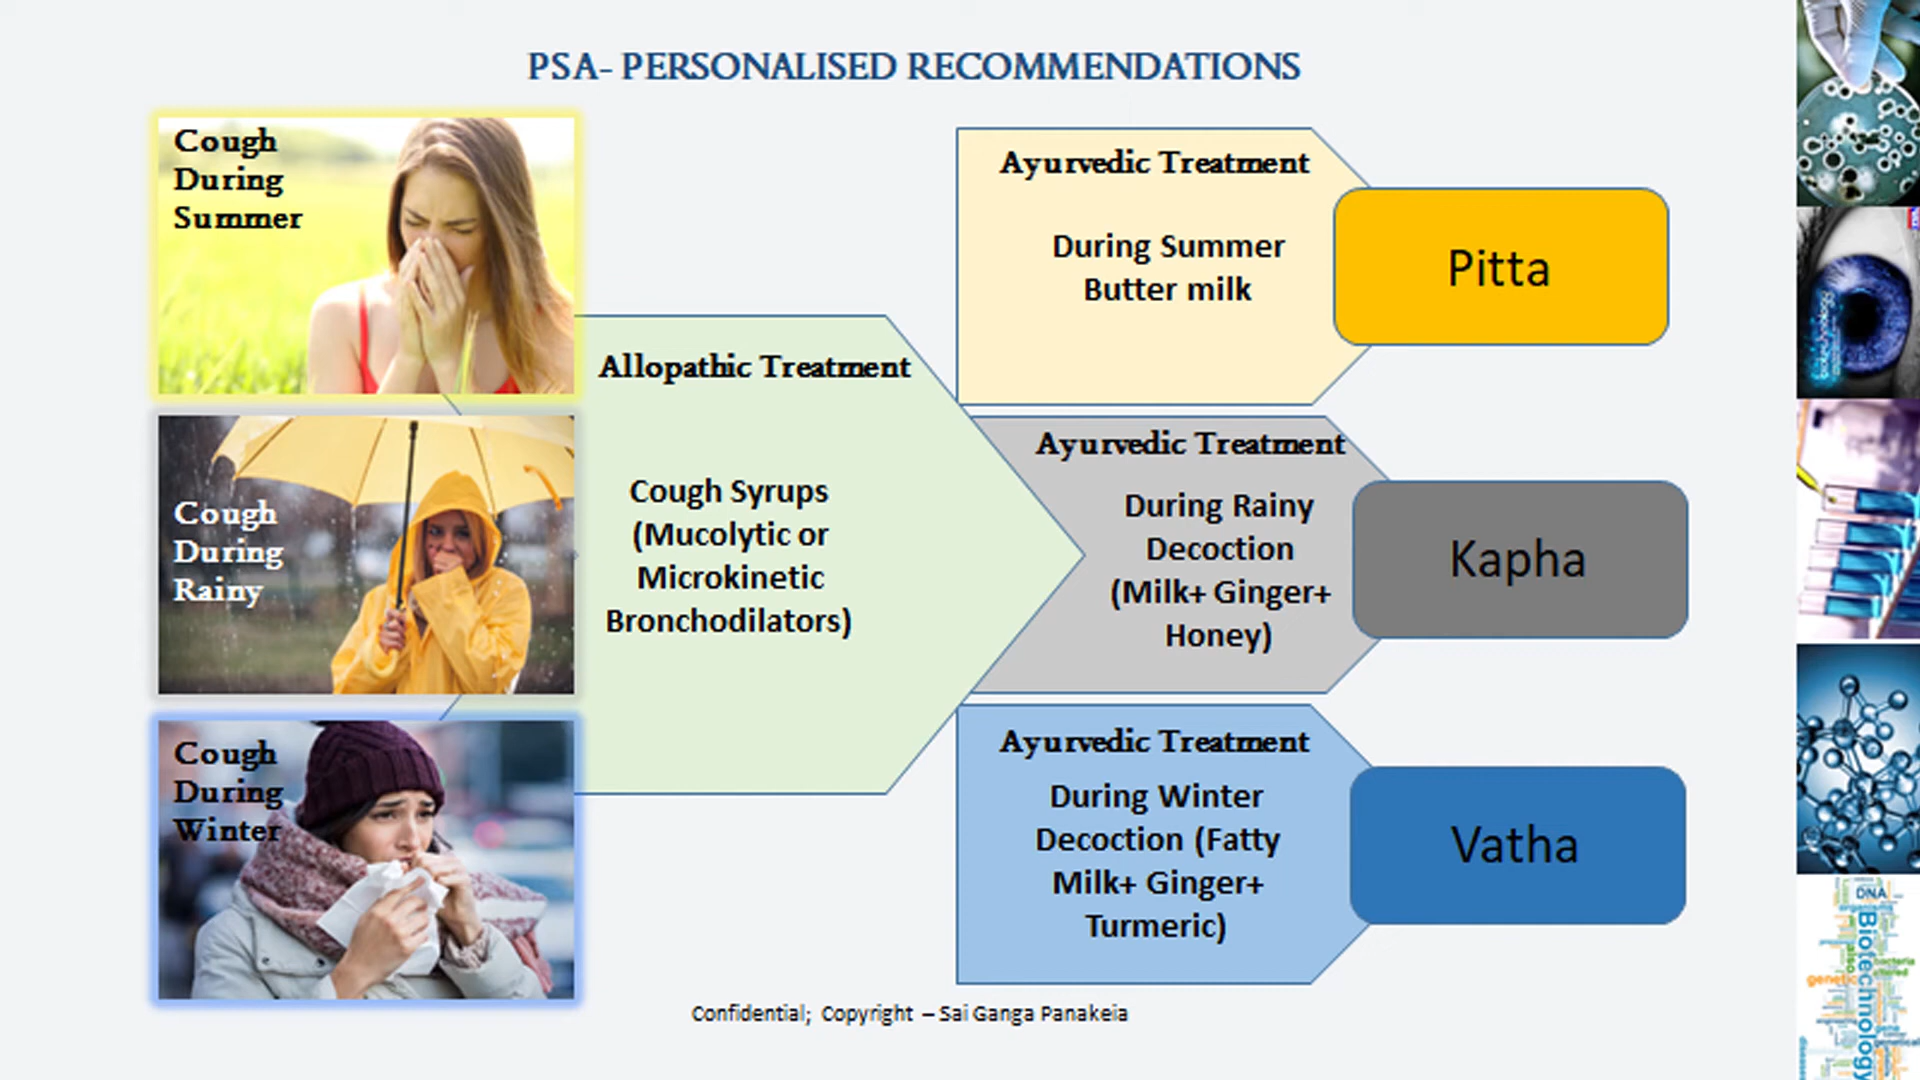 PSA- PERSONALISED RECOMMENDATIONS
Cough
During
Summer
Cough
During
Rainy
Cough
During
Winter
Allopathic Treatment
Cough Syrups
(Mucolytic or
Microkinetic
Bronchodilators)
Ayurvedic Treatment
During Summer
Butter milk
Pitta
Ayurvedic Treatment
During Rainy
Decoction
(Milk+ Ginger+
Honey)
Kapha
Ayurvedic Treatment
During Winter
Decoction (Fatty
Milk+ Ginger+
Turmeric)
Vatha
Confidential; Copyright – Sai Ganga Panakeia
DNA
Biotechnology